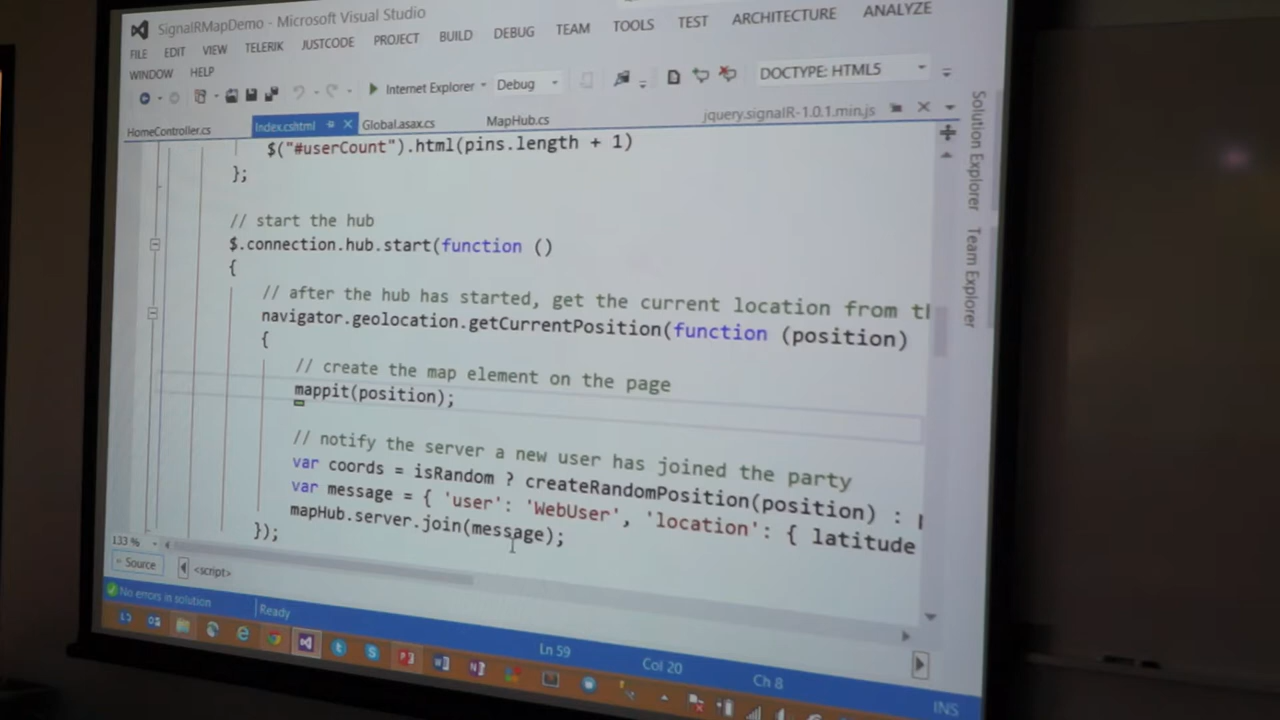 SignalRMapDemo - Microsoft Visual Studio
FILE EDIT VIEW TELERIK JUSTCODE PROJECT BUILD DEBUG TEAM TOOLS TEST ARCHITECTURE ANALYZE
WINDOW HELP
Internet Explorer Debug DOCTYPE: HTML5
HomeController.cs Index.cshtml Global.asax.cs MapHub.cs jquery.signalR-1.0.1.min.js
$("#userCount").html(pins.length + 1)
};
// start the hub
$.connection.hub.start(function ()
{
// after the hub has started, get the current location from th
navigator.geolocation.getCurrentPosition(function (position)
{
// create the map element on the page
mappit(position);
// notify the server a new user has joined the party
var coords = isRandom ? createRandomPosition(position) :
var message = { 'user': 'WebUser', 'location': { latitude
mapHub.server.join(message);
});
133 %
Source <script>
No errors in solution Ready Ln 59 Col 20 Ch 8 INS
Solution Explorer
Team Explorer